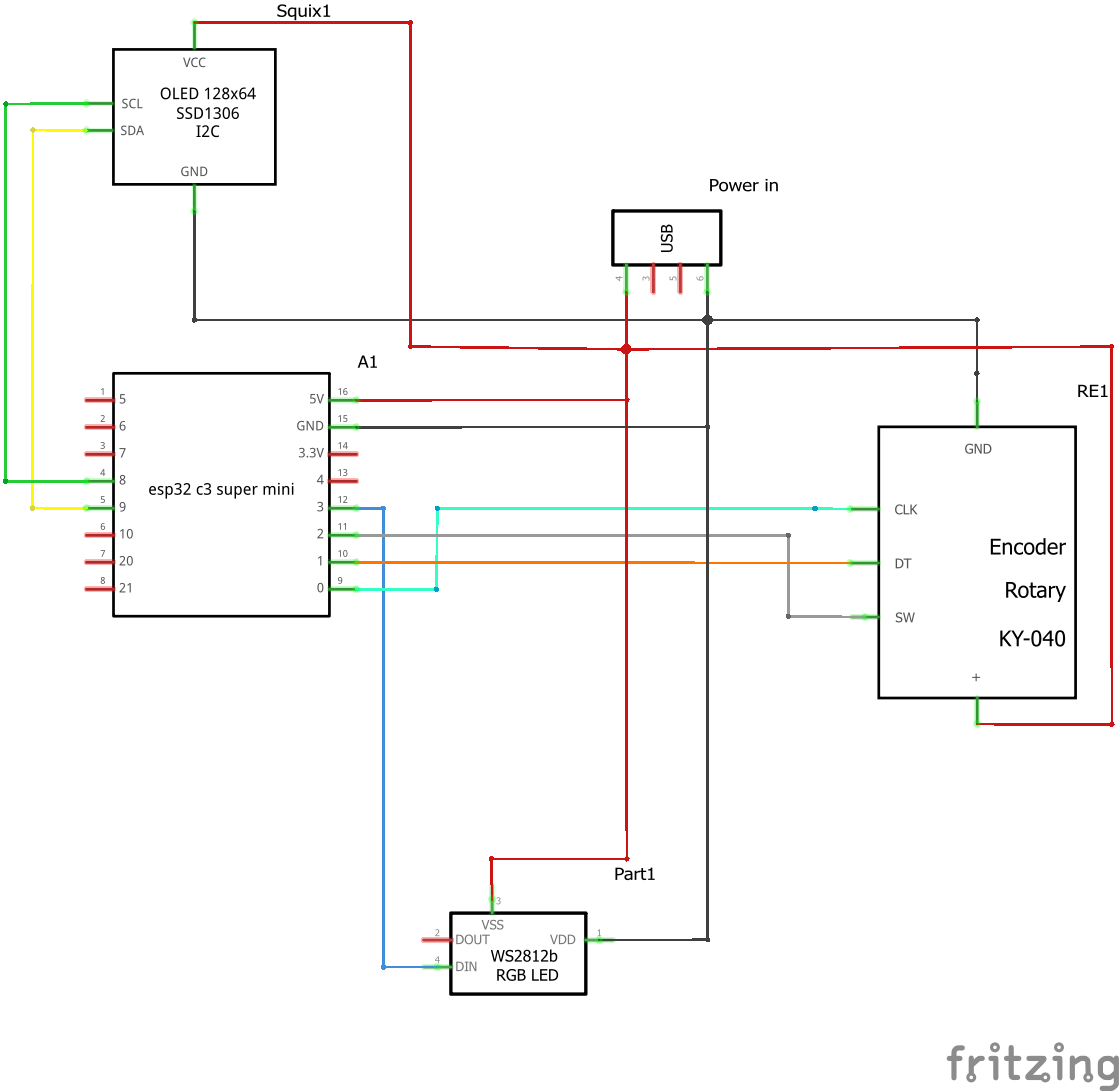 Squix1
VCC
OLED 128x64
SCL
SSD1306
SDA
I2C
GND
Power in
USB
4
3
5
6
A1
RE1
1
5
5V
16
2
6
GND
15
3
7
3.3V
14
4
8
4
13
esp32 c3 super mini
5
9
3
12
6
10
2
11
7
20
1
10
8
21
0
9
GND
CLK
Encoder
DT
Rotary
SW
KY-040
+
Part1
3
VSS
2
DOUT
VDD
1
WS2812b
4
DIN
RGB LED
fritzing